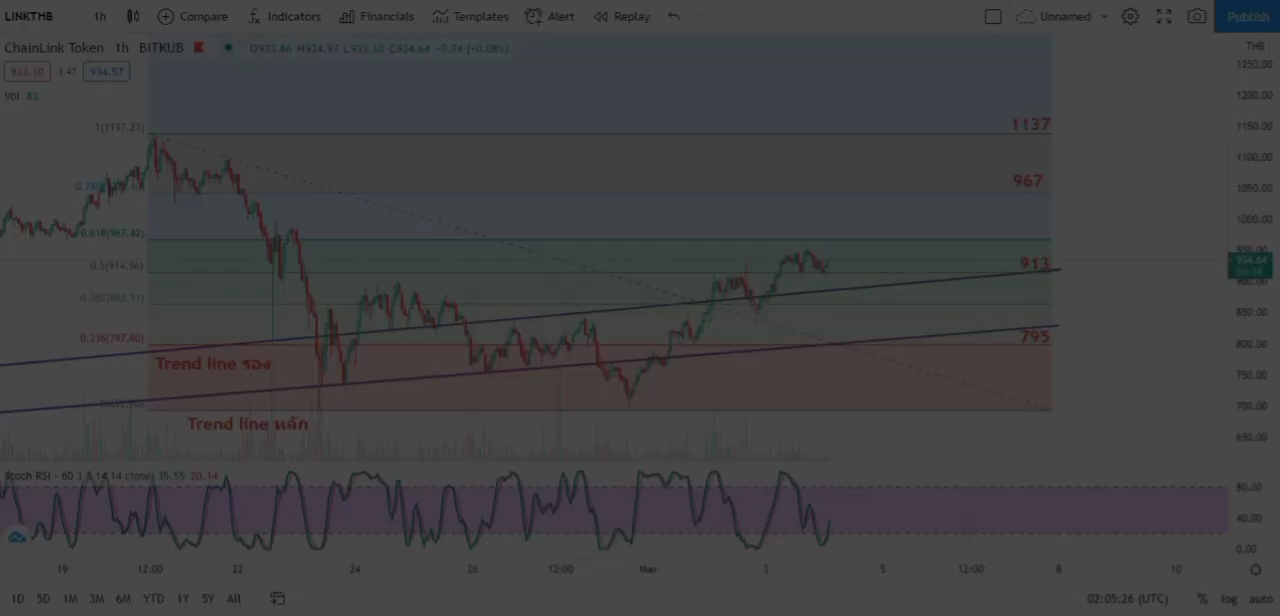 LINKTHB 1h Compare Indicators Financials Templates Alert Replay Unnamed Publish
ChainLink Token 1h BITKUB O933.86 H934.97 L933.10 C934.64 -0.74 (-0.08%) THB
933.10 1.47 934.57
Vol 83
1250.00
1200.00
1(1137.23) 1137 1150.00
1100.00
967 1050.00
1000.00
0.618(967.42)
950.00
0.5(914.96) 913 934.64
900.00
0.382(862.51)
850.00
0.236(797.60) 795 800.00
Trend line รอง
750.00
700.00
Trend line หลัก
650.00
Stoch RSI - 60 3 3 14 14 close) 35.55 20.14
80.00
40.00
0.00
19 12:00 22 24 26 12:00 Mar 3 5 12:00 8 10
1D 5D 1M 3M 6M YTD 1Y 5Y All 02:05:26 (UTC) % log auto